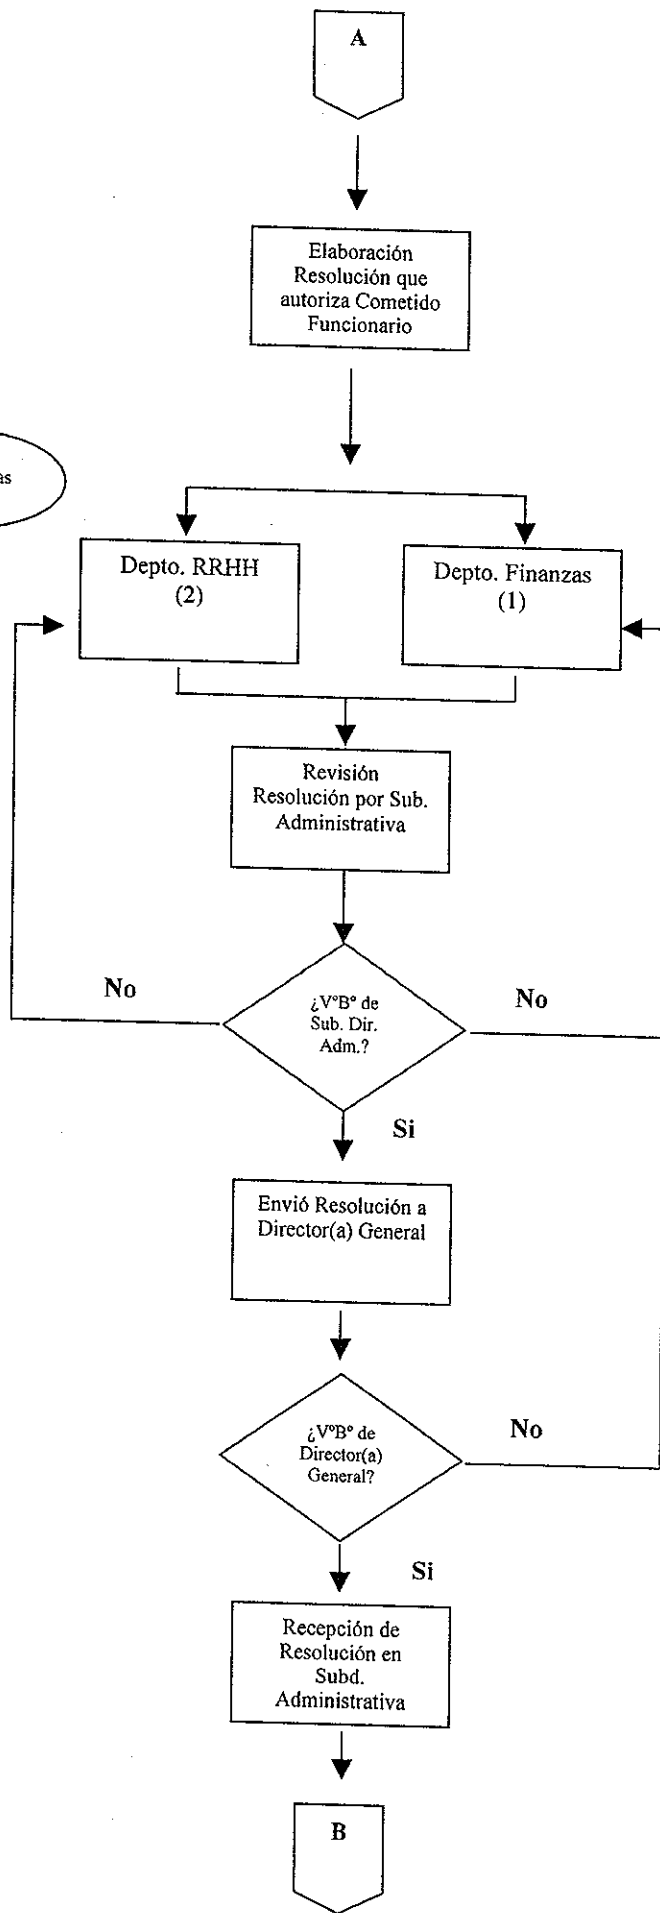 A
Elaboración
Resolución que
autoriza Cometido
Funcionario
Depto. RRHH
(2)
Depto. Finanzas
(1)
Revisión
Resolución por Sub.
Administrativa
¿VºBº de
Sub. Dir.
Adm.?
No
No
Si
Envió Resolución a
Director(a) General
¿VºBº de
Director(a)
General?
No
Si
Recepción de
Resolución en
Subd.
Administrativa
B